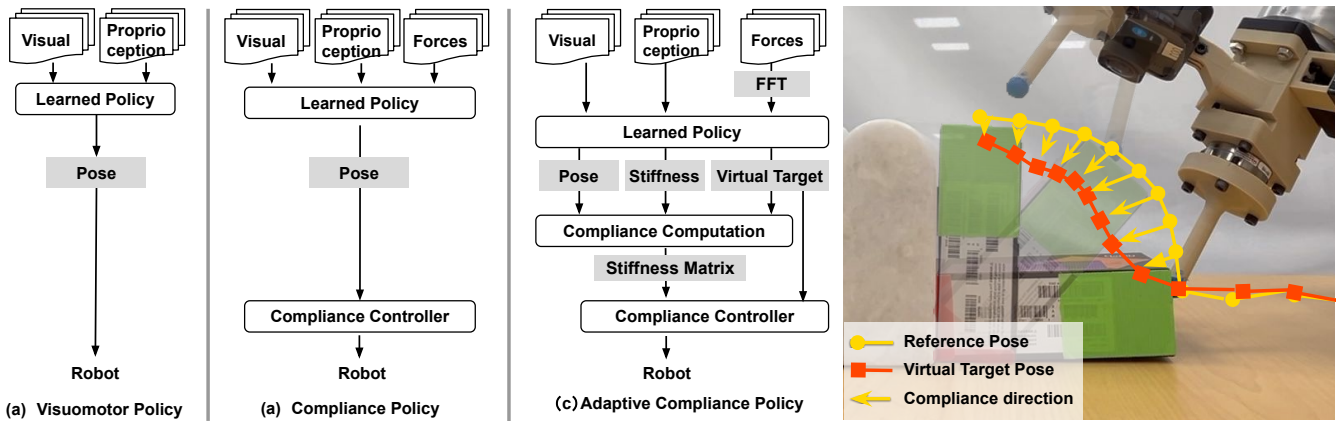 Visual
Proprio
ception
Learned Policy
Pose
Robot
(a) Visuomotor Policy
Visual
Proprio
ception
Forces
Learned Policy
Pose
Compliance Controller
Robot
(a) Compliance Policy
Visual
Proprio
ception
Forces
FFT
Learned Policy
Pose Stiffness Virtual Target
Compliance Computation
Stiffness Matrix
Compliance Controller
Robot
(c) Adaptive Compliance Policy
Reference Pose
Virtual Target Pose
Compliance direction